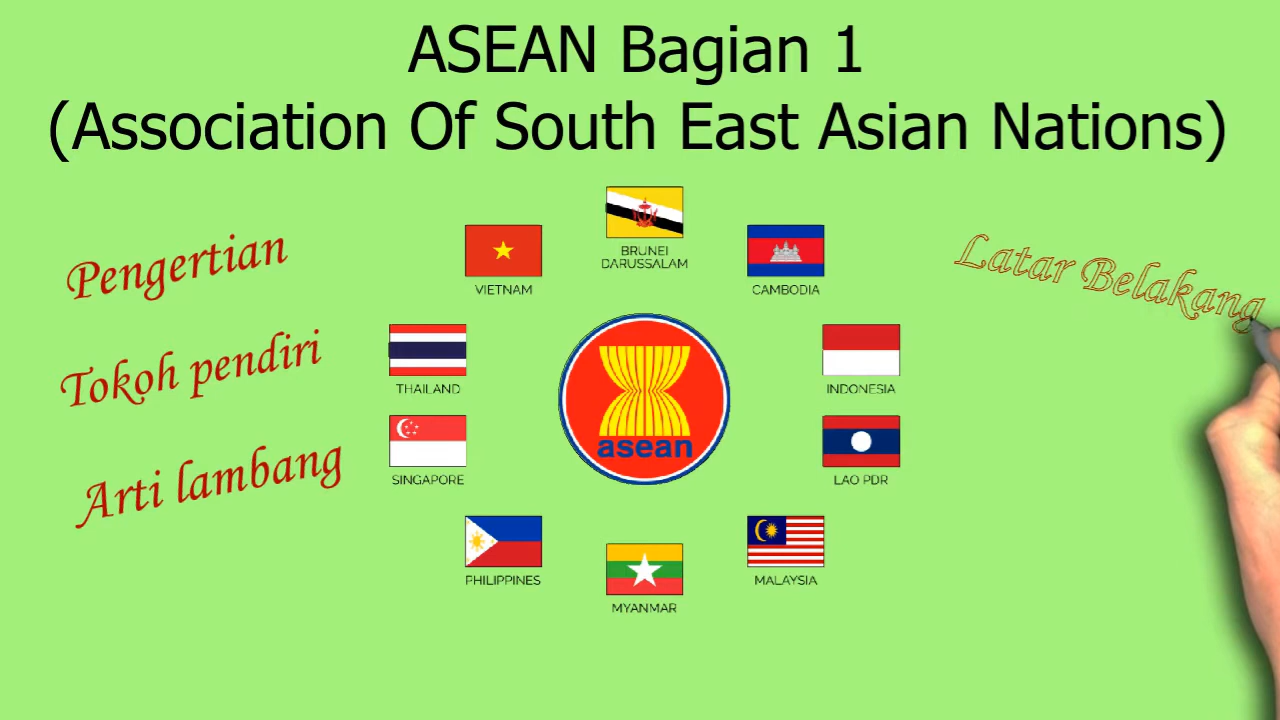 ASEAN Bagian 1
(Association Of South East Asian Nations)
Pengertian
Tokoh pendiri
Arti lambang
BRUNEI
DARUSSALAM
VIETNAM
CAMBODIA
THAILAND
INDONESIA
SINGAPORE
LAO PDR
PHILIPPINES
MALAYSIA
MYANMAR
asean
Latar Belakang